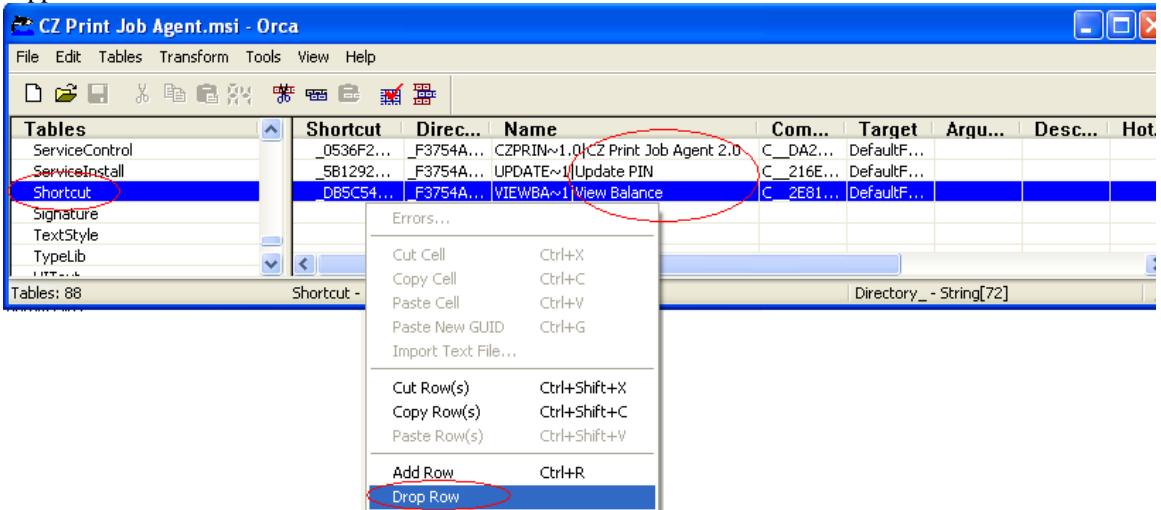 CZ Print Job Agent.msi - Orca
File Edit Tables Transform Tools View Help
Tables Shortcut Direc... Name Com... Target Argu... Desc... Hot.
ServiceControl _0536F2... _F3754A... CZPRIN~1.0|CZ Print Job Agent 2.0 C__DA2... DefaultF...
ServiceInstall _5B1292... _F3754A... UPDATE~1|Update PIN C__216E... DefaultF...
Shortcut _DB5C54... _F3754A... VIEWBA~1|View Balance C__2E81... DefaultF...
Signature
TextStyle
TypeLib
Tables: 88 Shortcut - Directory_ - String[72]
Errors...
Cut Cell Ctrl+X
Copy Cell Ctrl+C
Paste Cell Ctrl+V
Paste New GUID Ctrl+G
Import Text File...
Cut Row(s) Ctrl+Shift+X
Copy Row(s) Ctrl+Shift+C
Paste Row(s) Ctrl+Shift+V
Add Row Ctrl+R
Drop Row